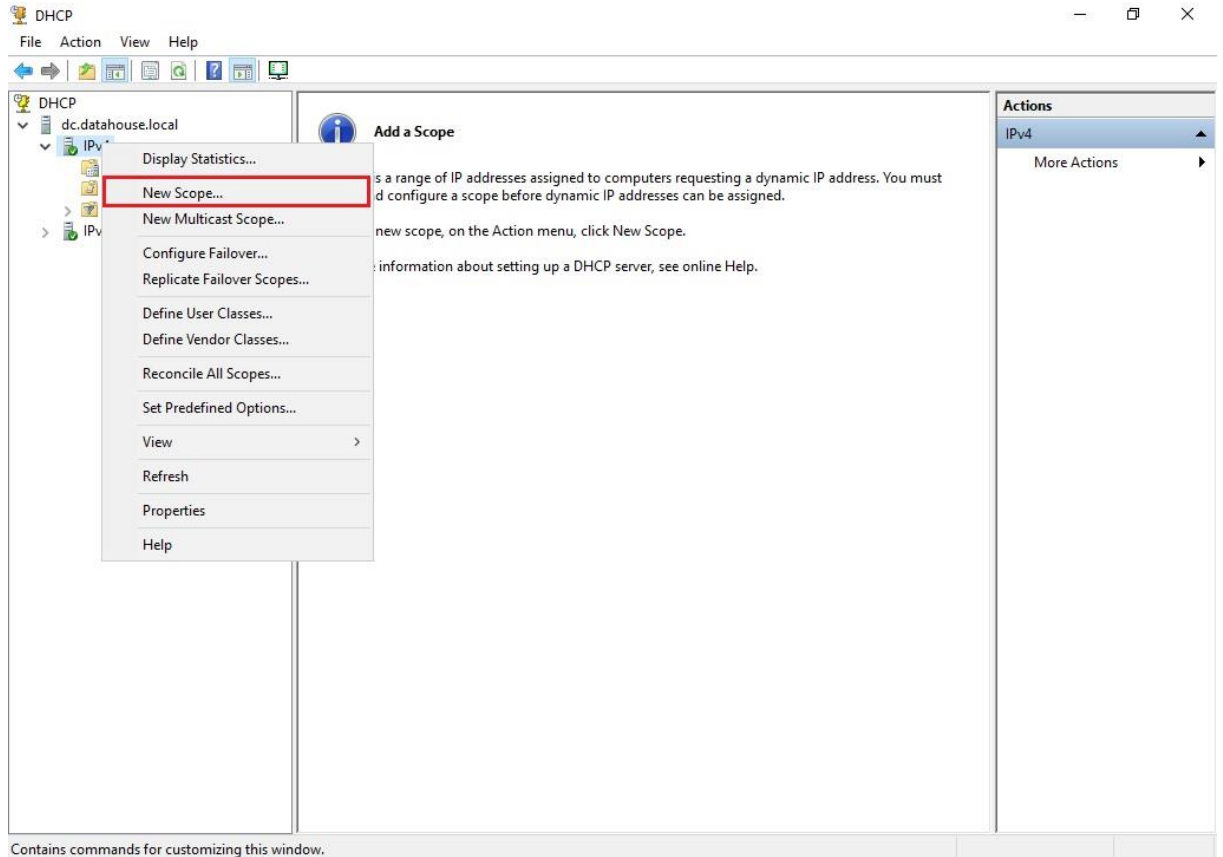 DHCP
File Action View Help
DHCP
dc.datahouse.local
IPv
IPv
Display Statistics...
New Scope...
New Multicast Scope...
Configure Failover...
Replicate Failover Scopes...
Define User Classes...
Define Vendor Classes...
Reconcile All Scopes...
Set Predefined Options...
View
Refresh
Properties
Help
Add a Scope
s a range of IP addresses assigned to computers requesting a dynamic IP address. You must
d configure a scope before dynamic IP addresses can be assigned.
new scope, on the Action menu, click New Scope.
information about setting up a DHCP server, see online Help.
Actions
IPv4
More Actions
Contains commands for customizing this window.